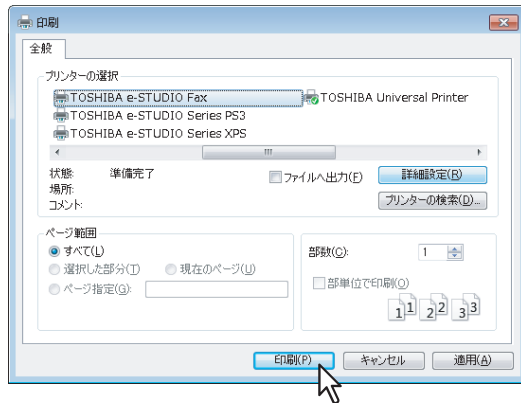 印刷
全般
プリンターの選択
TOSHIBA e-STUDIO Fax
TOSHIBA Universal Printer
TOSHIBA e-STUDIO Series PS3
TOSHIBA e-STUDIO Series XPS
状態: 準備完了
ファイルへ出力(F)
詳細設定(R)
場所:
コメント:
プリンターの検索(D)...
ページ範囲
すべて(L)
選択した部分(T) 現在のページ(U)
ページ指定(G):
部数(C): 1
部単位で印刷(O)
1 1 2 2 3 3
印刷(P) キャンセル 適用(A)